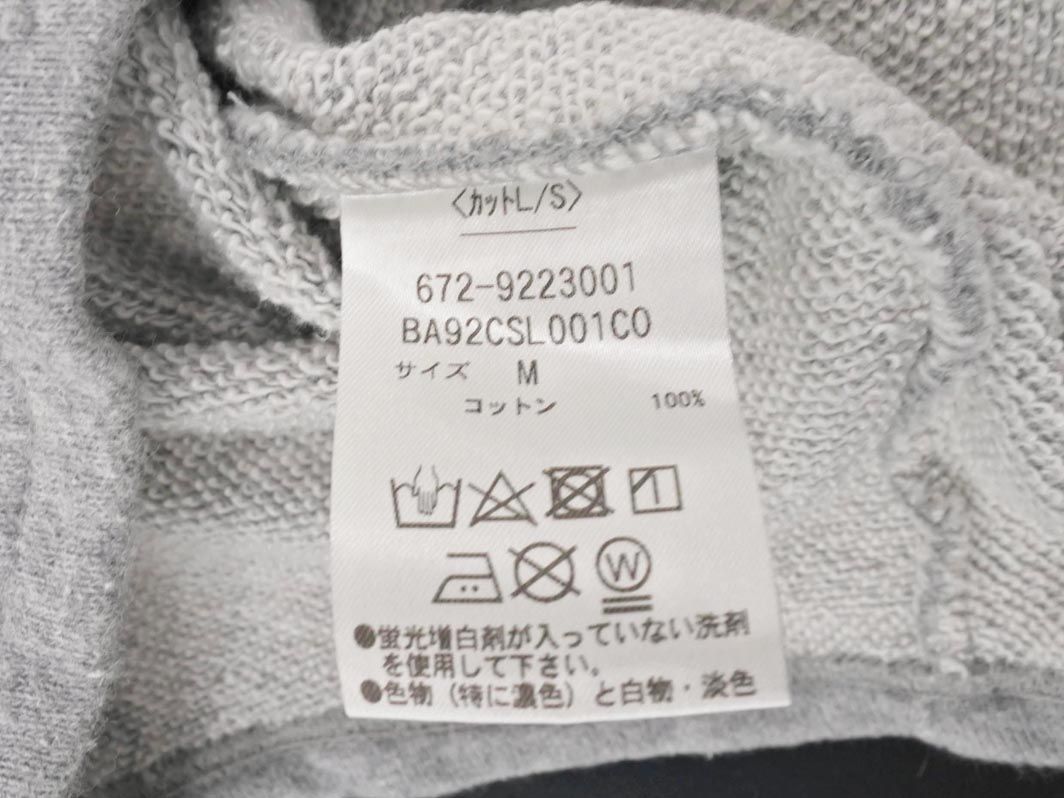 〈カットL/S〉
672-9223001
BA92CSL001CO
サイズ M
コットン 100%
W
●蛍光増白剤が入っていない洗剤
を使用して下さい。
●色物（特に濃色）と白物・淡色